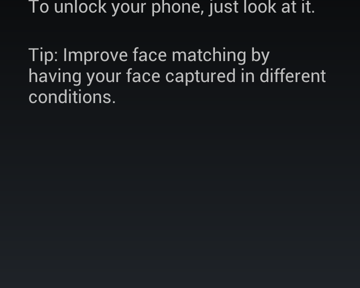 To unlock your phone, just look at it.
Tip: Improve face matching by
having your face captured in different
conditions.